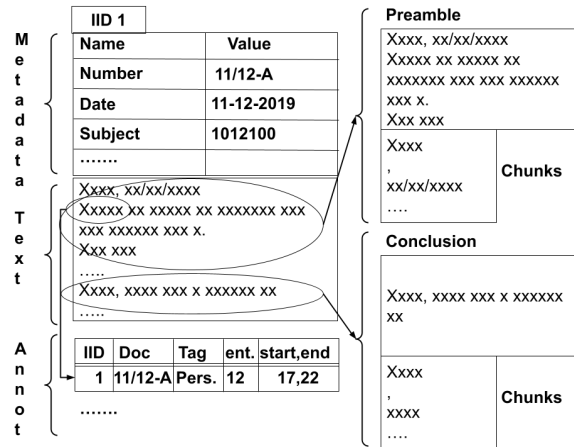 IID 1
Metadata
Name Value
Number 11/12-A
Date 11-12-2019
Subject 1012100
.......
Text
Xxxx, xx/xx/xxxx
Xxxxx xx xxxxx xx xxxxxxx xxx
xxx xxxxxx xxx x.
Xxx xxx
.....
Xxxx, xxxx xxx x xxxxxx xx
.....
Annot
IID Doc Tag ent. start,end
1 11/12-A Pers. 12 17,22
.......
Preamble
Xxxx, xx/xx/xxxx
Xxxxx xx xxxxx xx
xxxxxxx xxx xxx xxxxxx
xxx x.
Xxx xxx
Xxxx
,
xx/xx/xxxx
....
Chunks
Conclusion
Xxxx, xxxx xxx x xxxxxx
xx
Xxxx
,
xxxx
....
Chunks